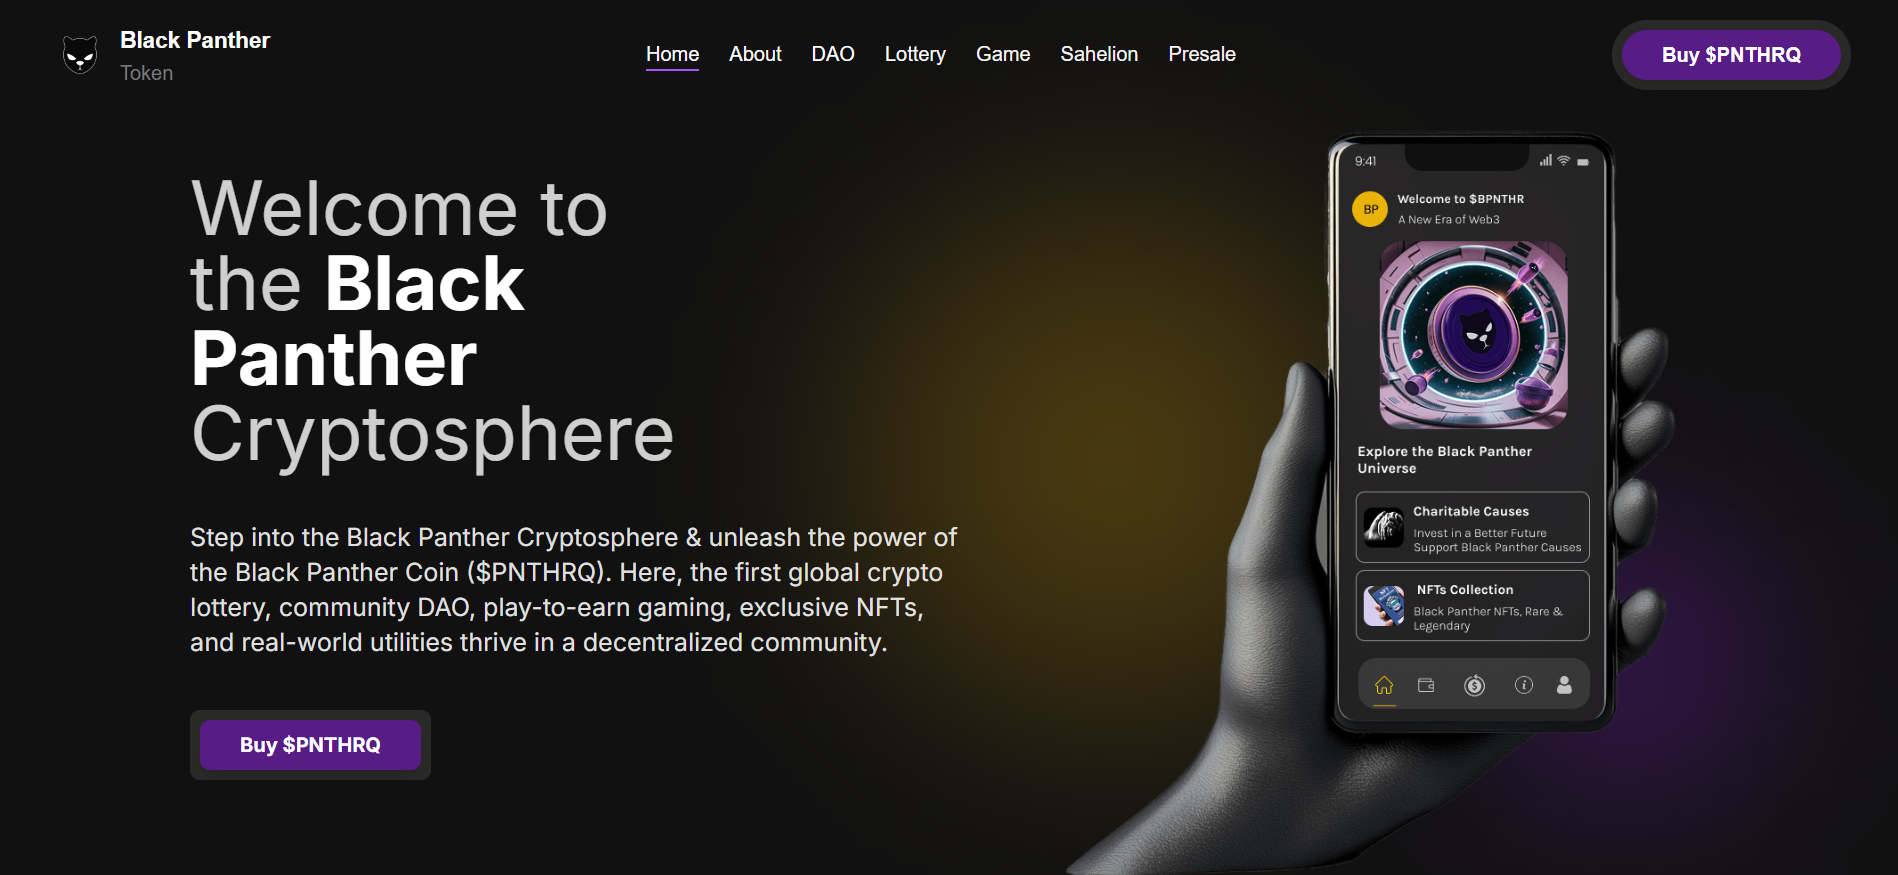 Black Panther
Token
Home About DAO Lottery Game Sahelion Presale
Buy $PNTHRQ
Welcome to
the Black
Panther
Cryptosphere
Step into the Black Panther Cryptosphere & unleash the power of
the Black Panther Coin ($PNTHRQ). Here, the first global crypto
lottery, community DAO, play-to-earn gaming, exclusive NFTs,
and real-world utilities thrive in a decentralized community.
Buy $PNTHRQ
9:41
BP
Welcome to $BPNTHR
A New Era of Web3
Explore the Black Panther
Universe
Charitable Causes
Invest in a Better Future
Support Black Panther Causes
NFTs Collection
Black Panther NFTs, Rare &
Legendary